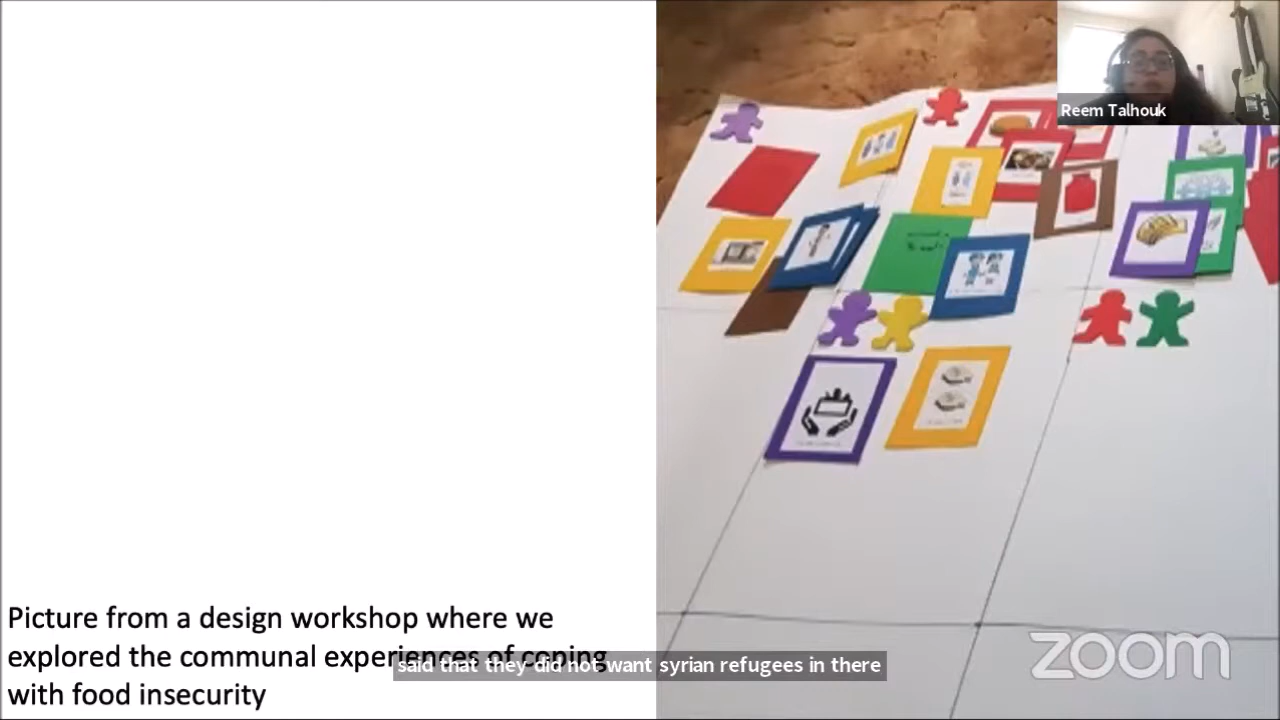 Reem Talhouk
Picture from a design workshop where we
explored the communal experiences of coping
with food insecurity
said that they did not want syrian refugees in there
zoom